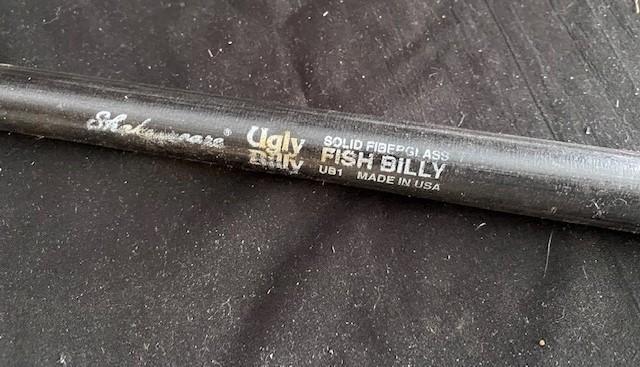 Shakespeare®
Ugly
Billy
SOLID FIBERGLASS
FISH BILLY
UB1 MADE IN USA